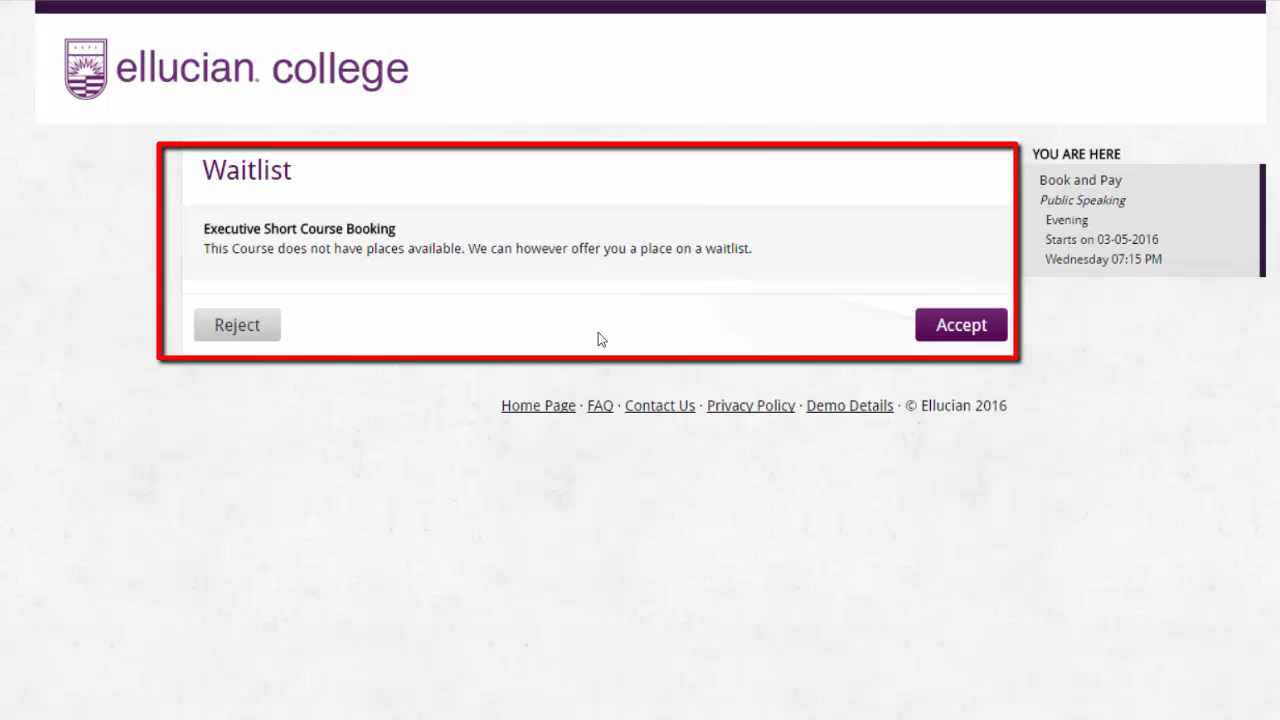 ellucian. college
Waitlist
Executive Short Course Booking
This Course does not have places available. We can however offer you a place on a waitlist.
Reject
Accept
YOU ARE HERE
Book and Pay
Public Speaking
Evening
Starts on 03-05-2016
Wednesday 07:15 PM
Home Page · FAQ · Contact Us · Privacy Policy · Demo Details · © Ellucian 2016